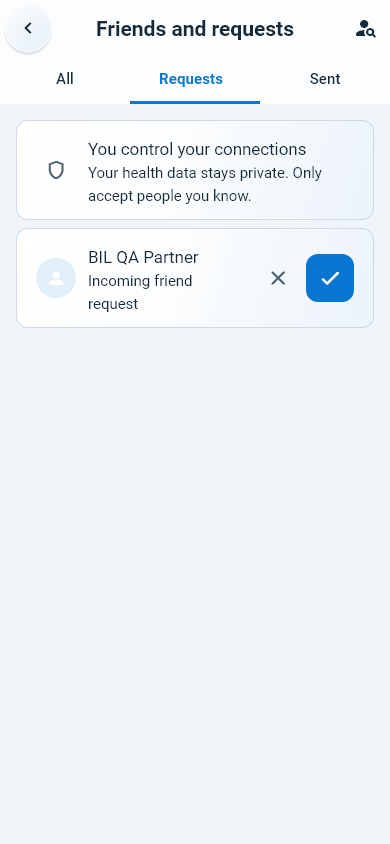 Friends and requests
All
Requests
Sent
You control your connections
Your health data stays private. Only
accept people you know.
BIL QA Partner
Incoming friend
request